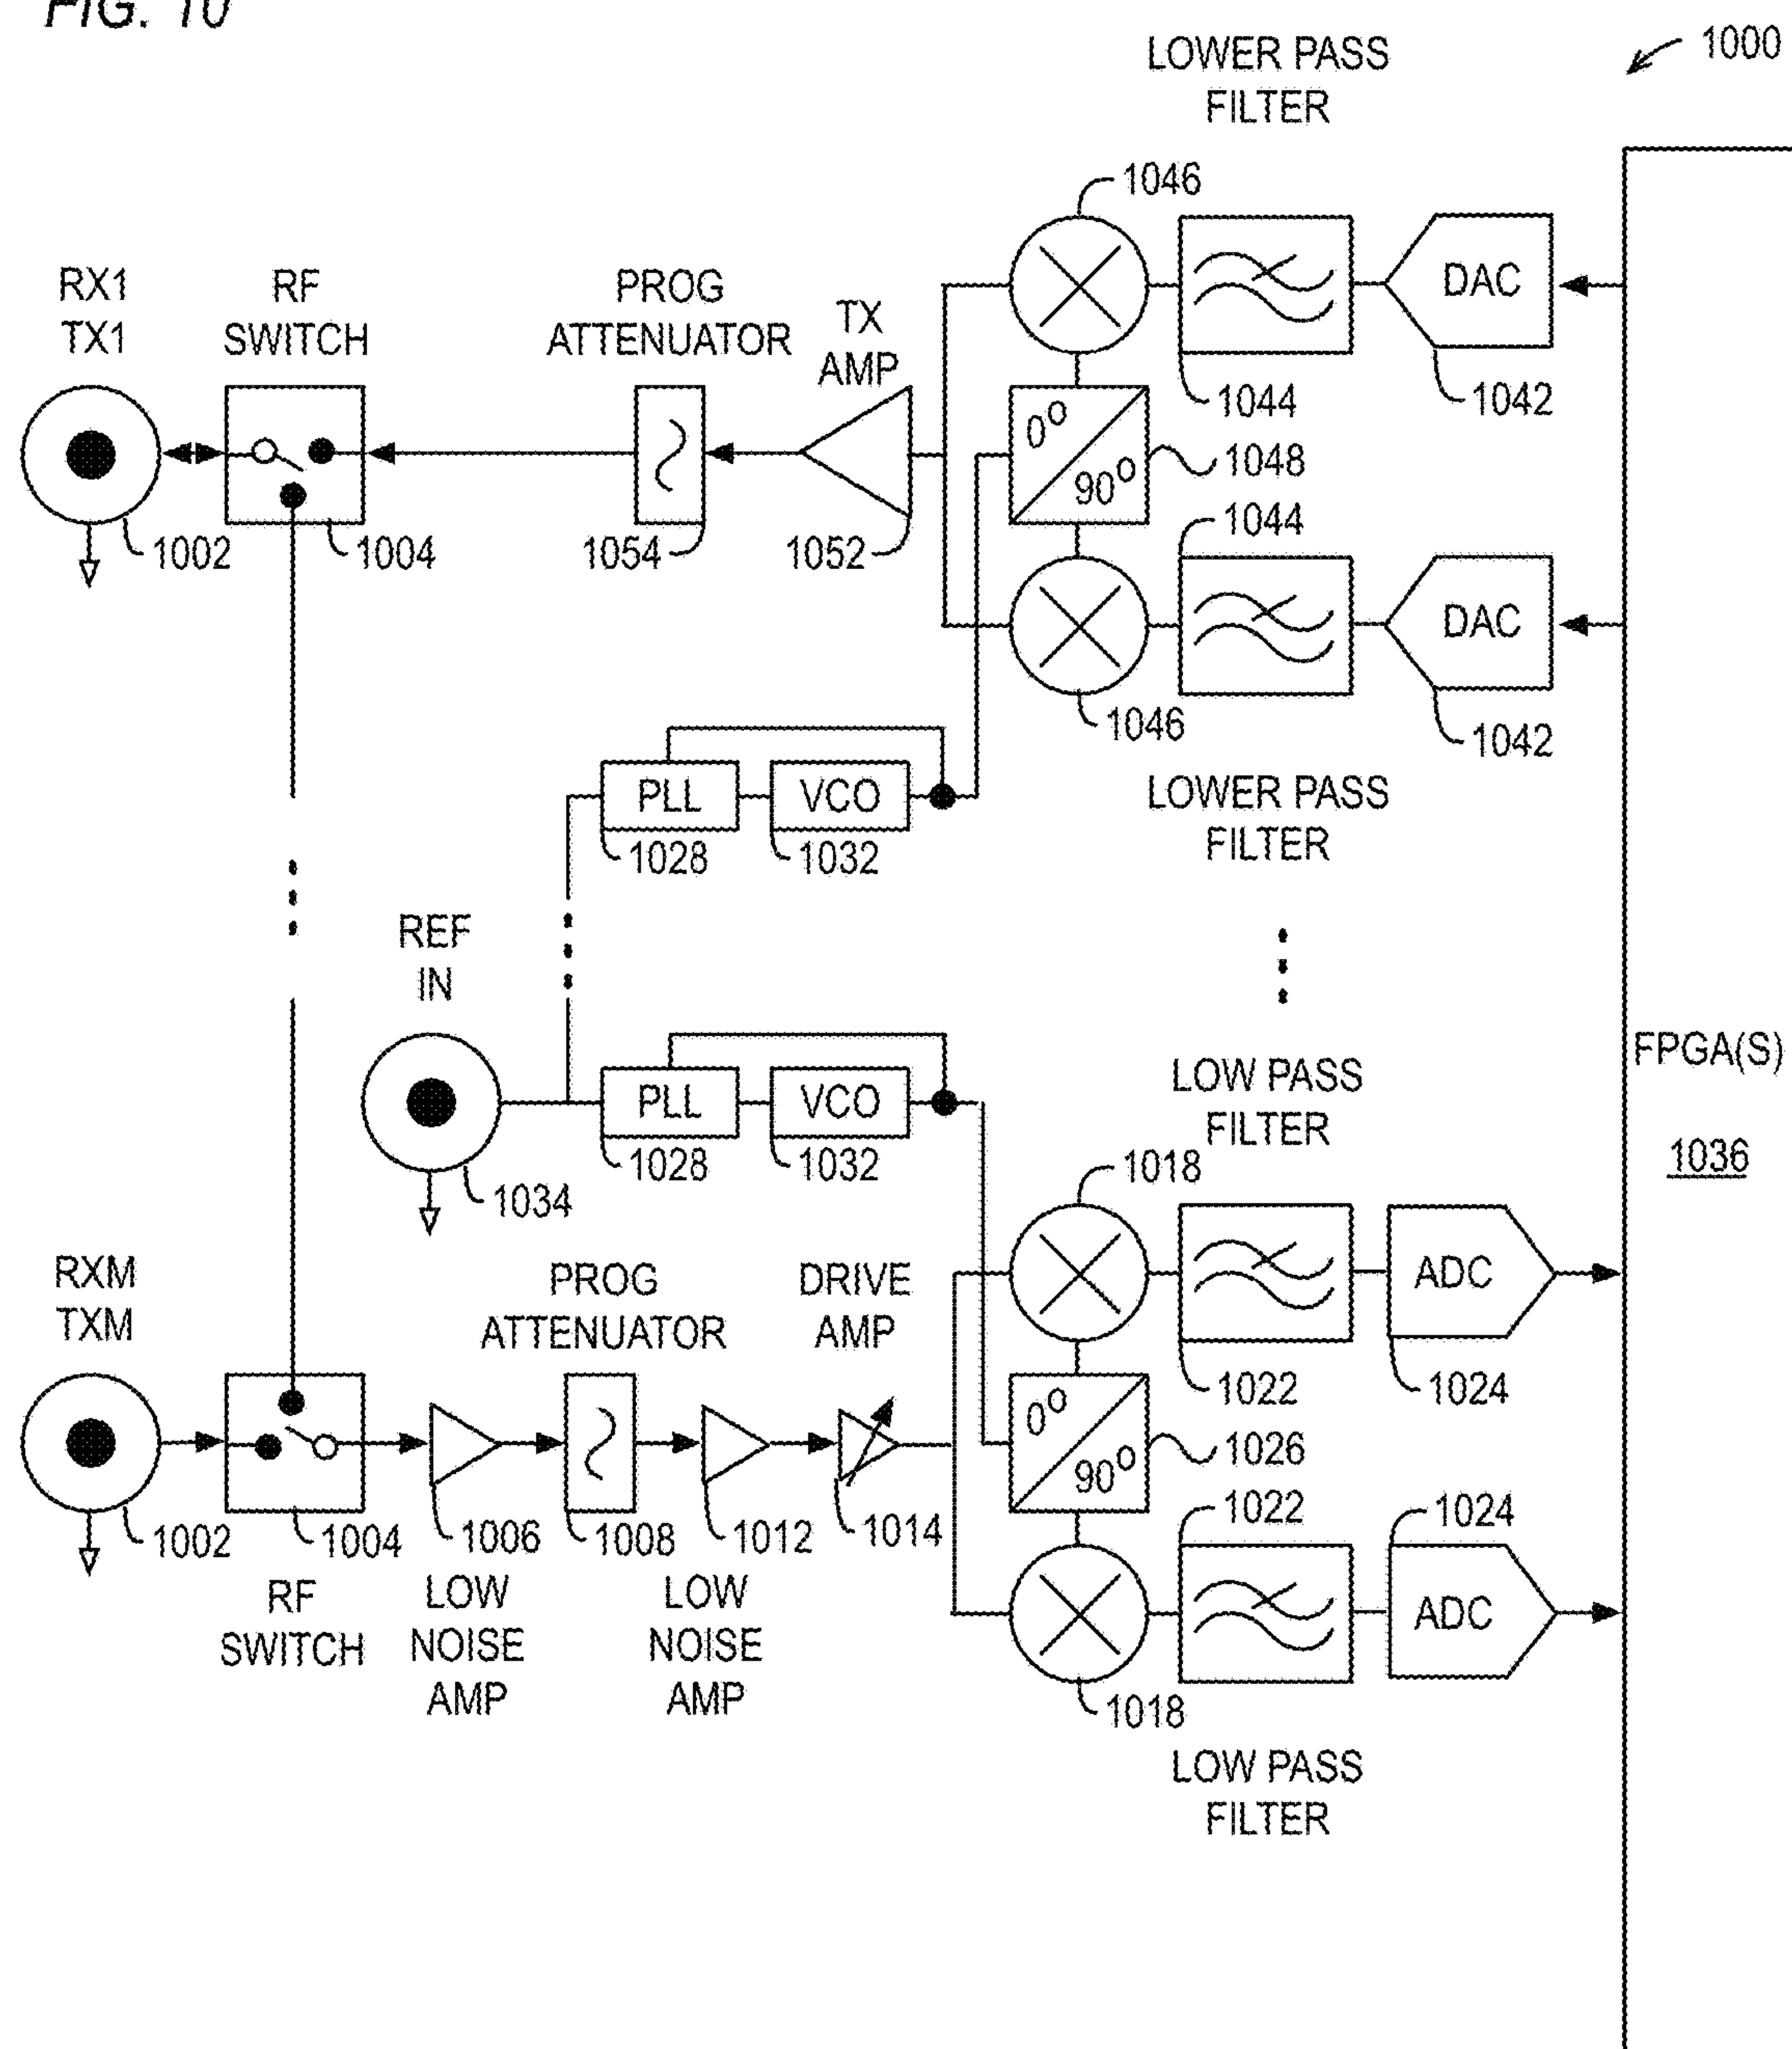 FIG. 10
1000
LOWER PASS
FILTER
1046
RX1
TX1
RF
SWITCH
PROG
ATTENUATOR
TX
AMP
DAC
1002
1004
1054
1052
0°
90°
1044
1048
1044
1042
DAC
1046
1042
PLL
VCO
1028
1032
LOWER PASS
FILTER
REF
IN
PLL
VCO
1028
1032
1034
LOW PASS
FILTER
FPGA(S)
1036
1018
RXM
TXM
PROG
ATTENUATOR
DRIVE
AMP
ADC
1022
1024
0°
90°
1026
1002
1004
1006
1008
1012
1014
1022
1024
RF
SWITCH
LOW
NOISE
AMP
LOW
NOISE
AMP
ADC
1018
LOW PASS
FILTER